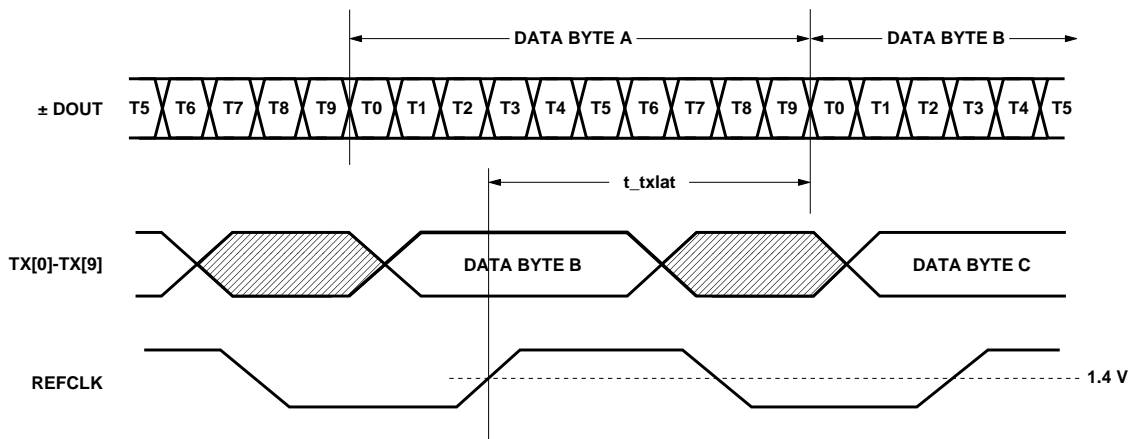 DATA BYTE A DATA BYTE B
± DOUT T5 T6 T7 T8 T9 T0 T1 T2 T3 T4 T5 T6 T7 T8 T9 T0 T1 T2 T3 T4 T5
t_txlat
TX[0]-TX[9] DATA BYTE B DATA BYTE C
REFCLK 1.4 V